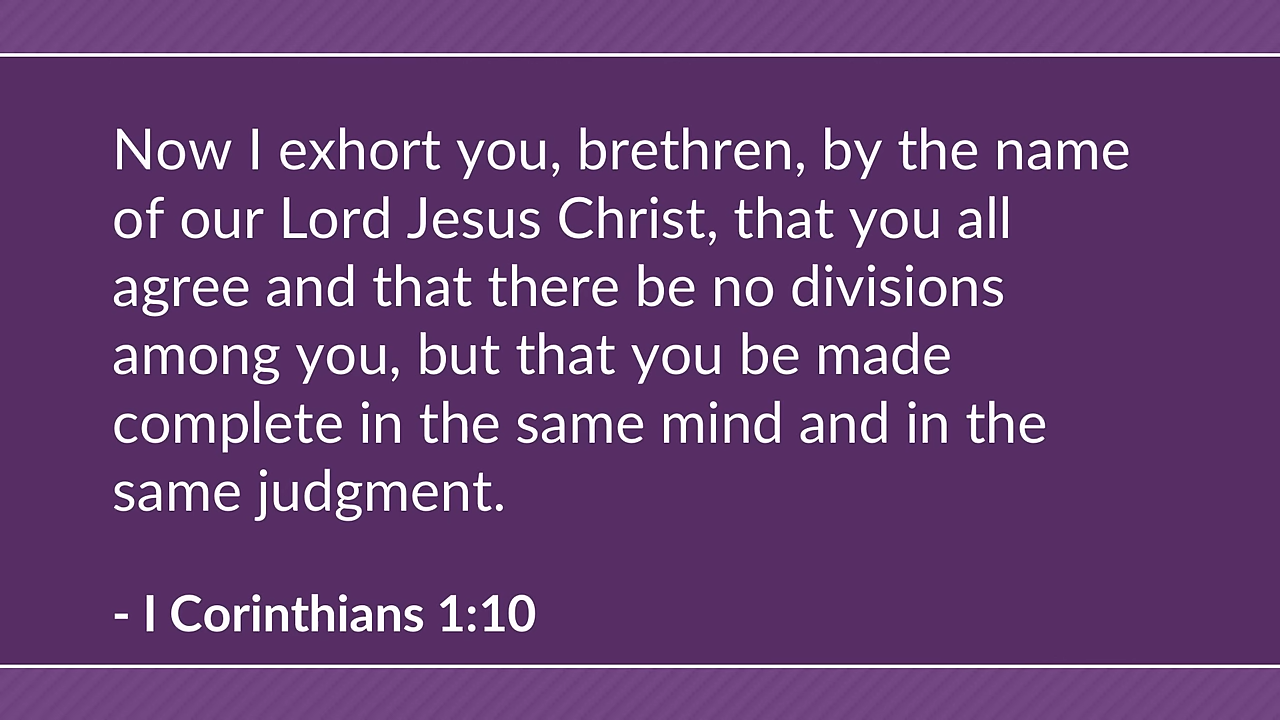 Now I exhort you, brethren, by the name
of our Lord Jesus Christ, that you all
agree and that there be no divisions
among you, but that you be made
complete in the same mind and in the
same judgment.
- I Corinthians 1:10